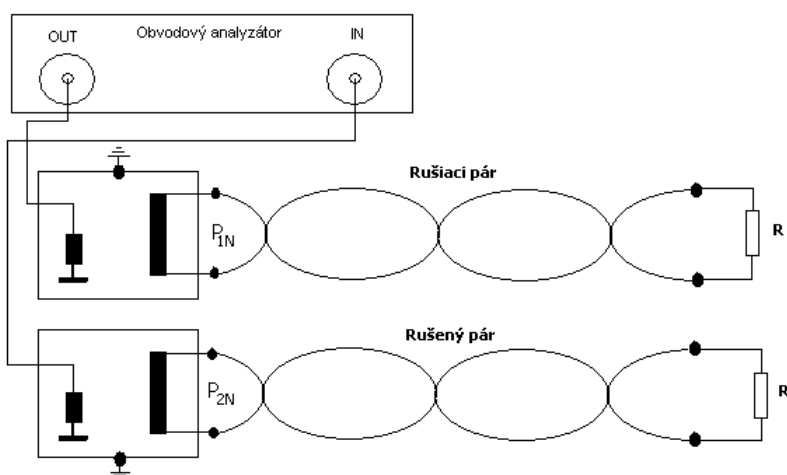 OUT
Obvodový analyzátor
IN
Rušiaci pár
P1N
R
Rušený pár
P2N
R